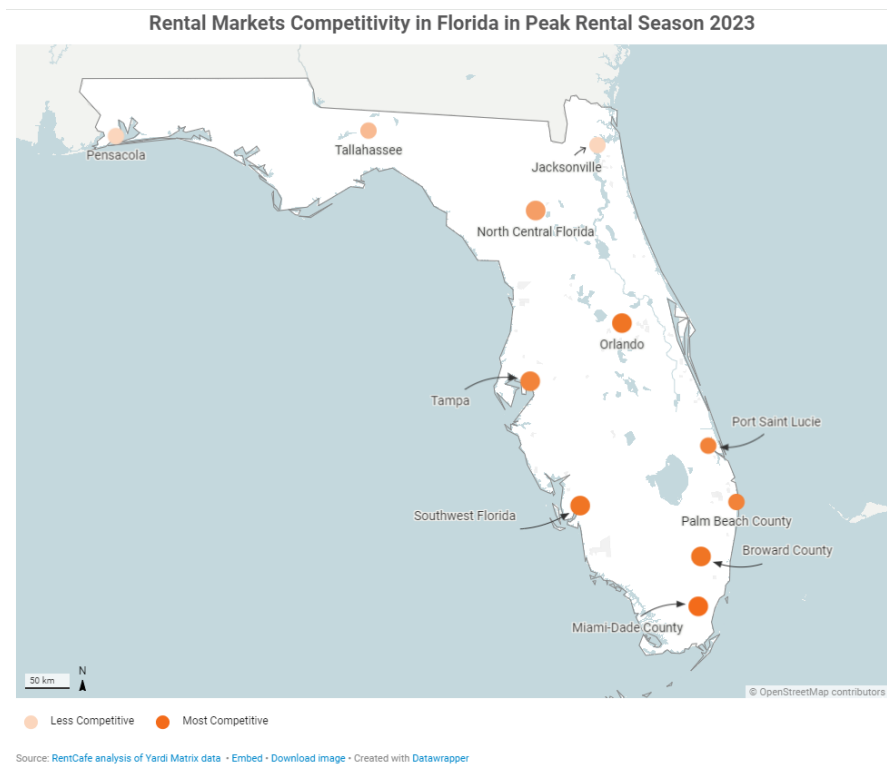 Rental Markets Competitivity in Florida in Peak Rental Season 2023
Pensacola
Tallahassee
Jacksonville
North Central Florida
Orlando
Tampa
Port Saint Lucie
Southwest Florida
Palm Beach County
Broward County
Miami-Dade County
N
50 km
© OpenStreetMap contributors
Less Competitive
Most Competitive
Source: RentCafe analysis of Yardi Matrix data • Embed • Download image • Created with Datawrapper